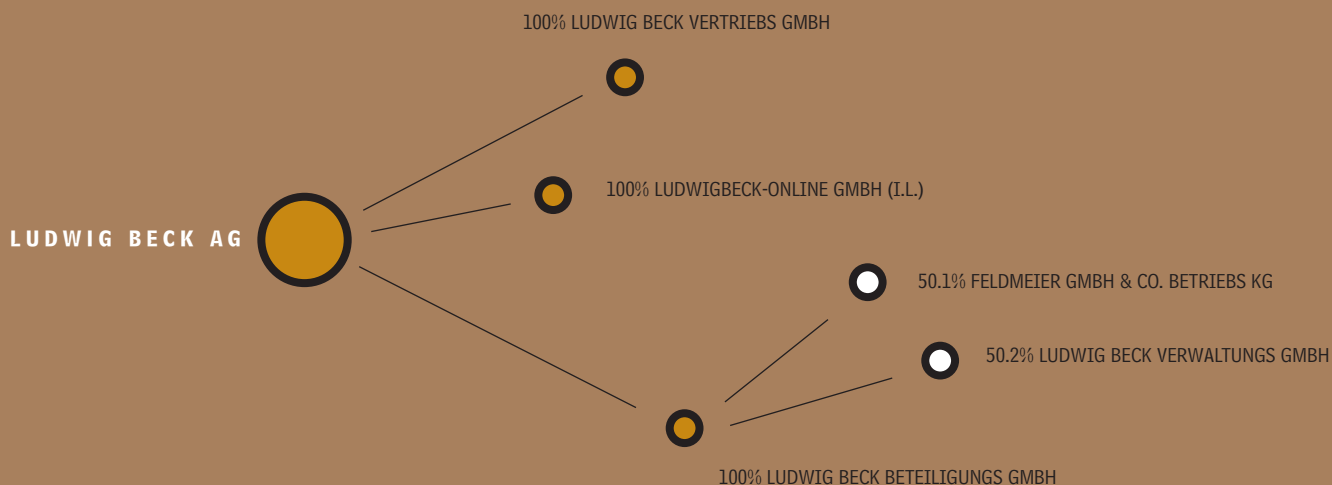 100% LUDWIG BECK VERTRIEBS GMBH
100% LUDWIGBECK-ONLINE GMBH (I.L.)
LUDWIG BECK AG
50.1% FELDMEIER GMBH & CO. BETRIEBS KG
50.2% LUDWIG BECK VERWALTUNGS GMBH
100% LUDWIG BECK BETEILIGUNGS GMBH